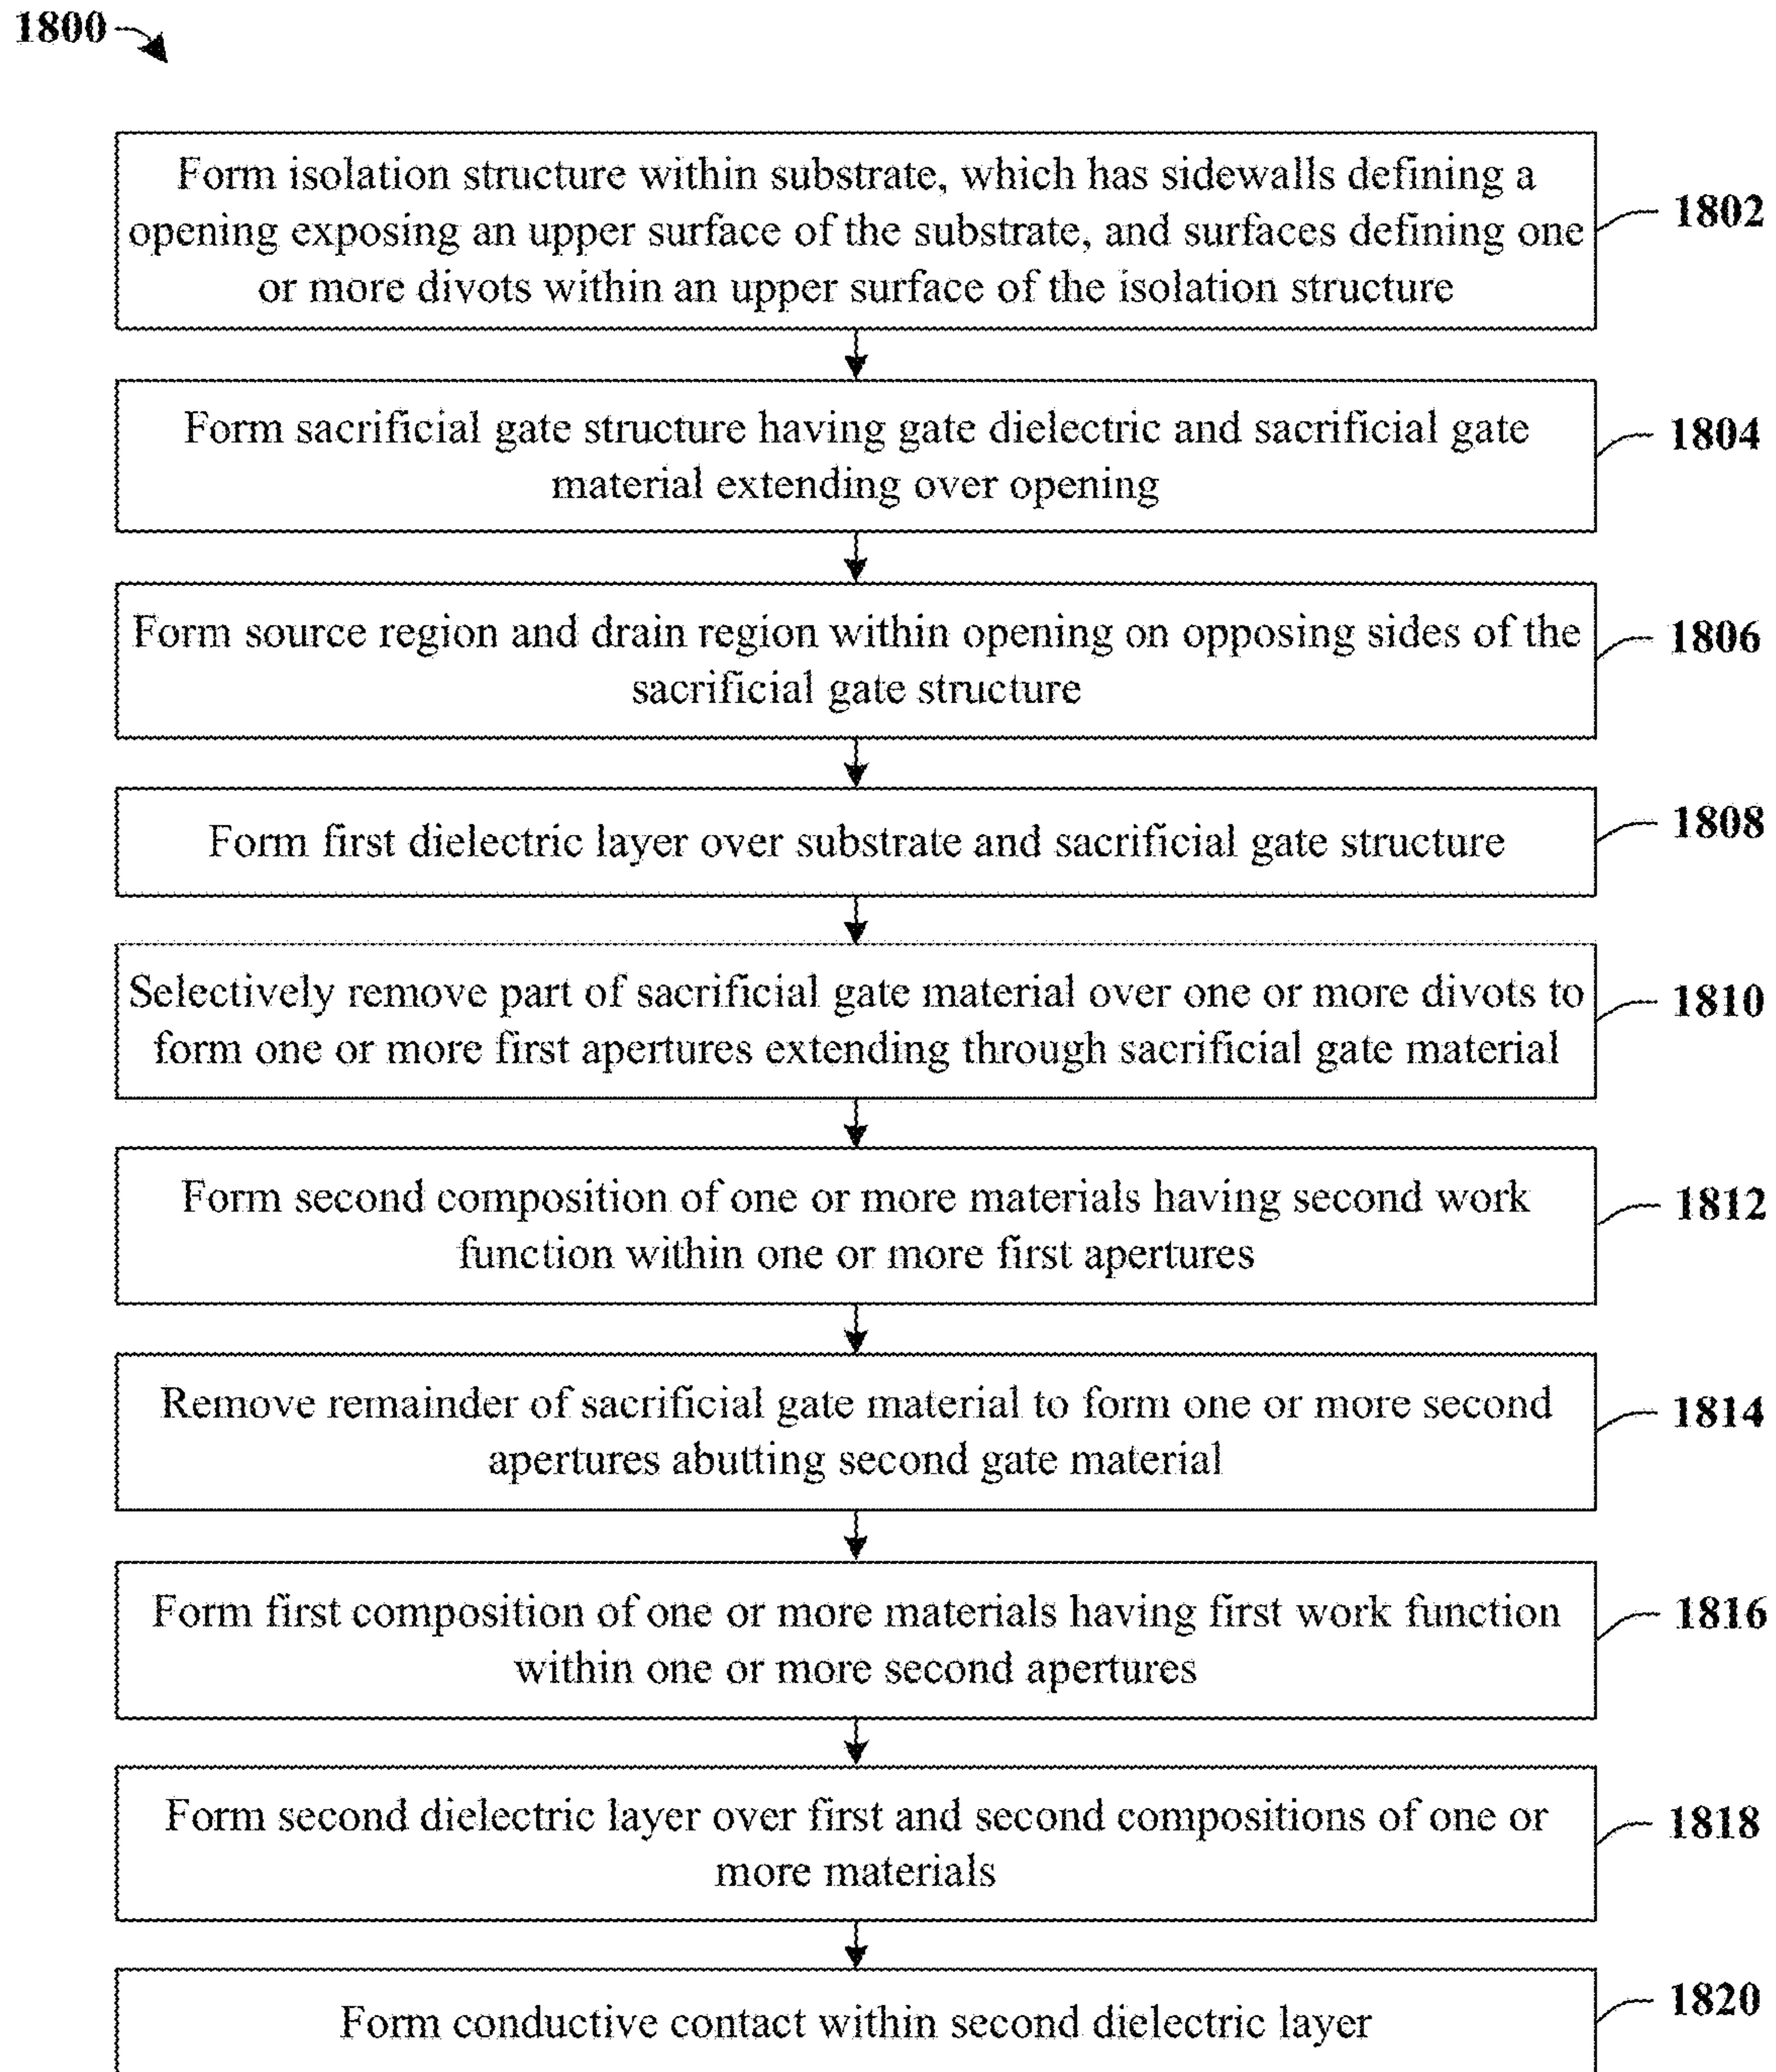 1800
Form isolation structure within substrate, which has sidewalls defining a
opening exposing an upper surface of the substrate, and surfaces defining one
or more divots within an upper surface of the isolation structure
1802
Form sacrificial gate structure having gate dielectric and sacrificial gate
material extending over opening
1804
Form source region and drain region within opening on opposing sides of the
sacrificial gate structure
1806
Form first dielectric layer over substrate and sacrificial gate structure
1808
Selectively remove part of sacrificial gate material over one or more divots to
form one or more first apertures extending through sacrificial gate material
1810
Form second composition of one or more materials having second work
function within one or more first apertures
1812
Remove remainder of sacrificial gate material to form one or more second
apertures abutting second gate material
1814
Form first composition of one or more materials having first work function
within one or more second apertures
1816
Form second dielectric layer over first and second compositions of one or
more materials
1818
Form conductive contact within second dielectric layer
1820